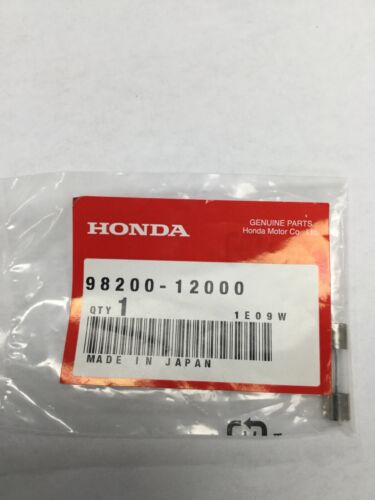 GENUINE PARTS
HONDA
Honda Motor Co., Ltd.
98200-12000
QTY 1
1E09W
MADE IN JAPAN